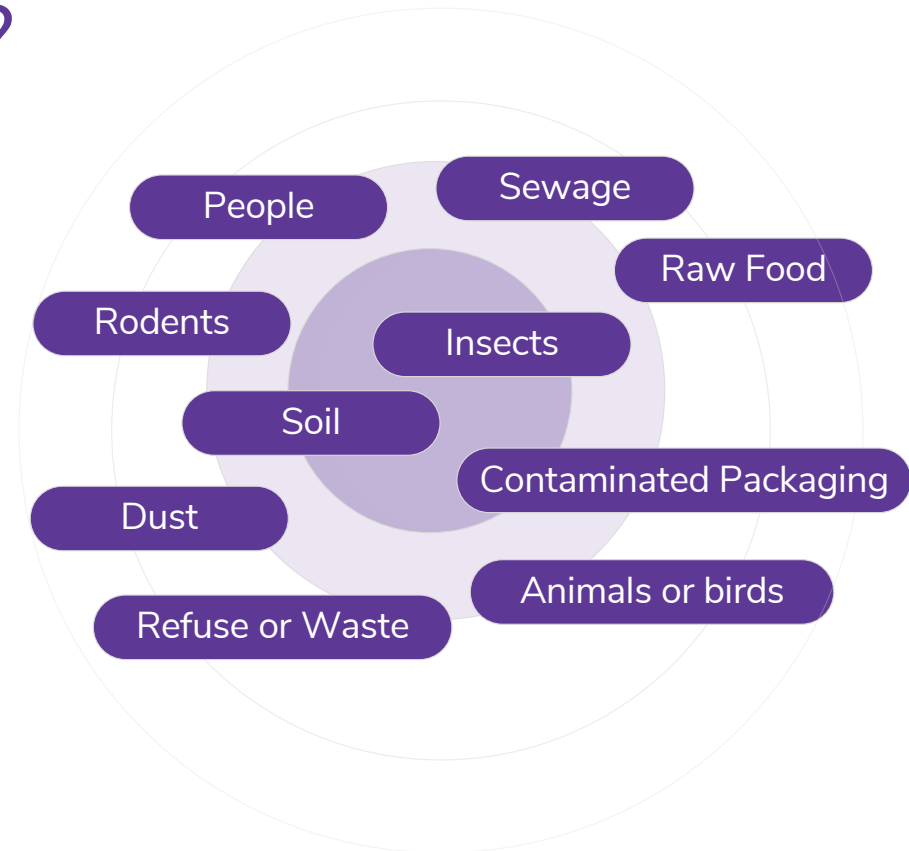 People
Sewage
Raw Food
Rodents
Insects
Soil
Contaminated Packaging
Dust
Animals or birds
Refuse or Waste